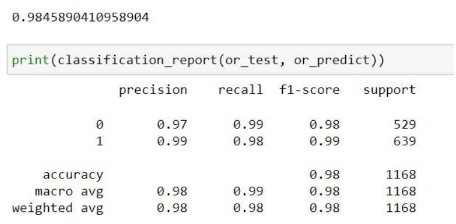 0.9845890410958904
print(classification_report(or_test, or_predict))
precision recall f1-score support
0 0.97 0.99 0.98 529
1 0.99 0.98 0.99 639
accuracy 0.98 1168
macro avg 0.98 0.99 0.98 1168
weighted avg 0.98 0.98 0.98 1168